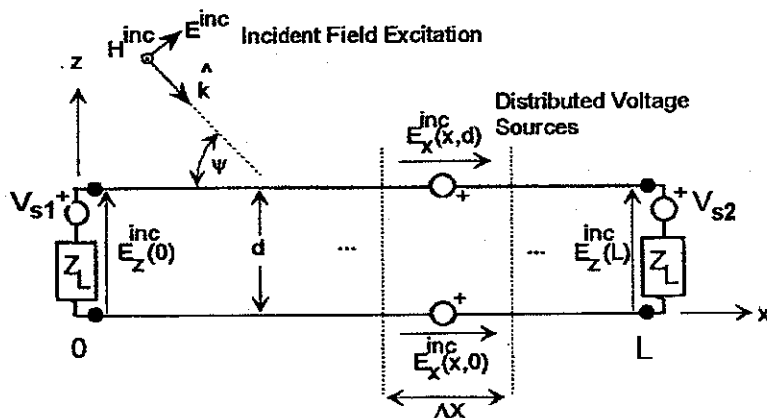 H^inc E^inc Incident Field Excitation
z
k̂
Distributed Voltage
Sources
E_x^inc(x,d)
ψ
V_s1 +
+
+ V_s2
E_z^inc(0)
d
...
...
E_z^inc(L)
Z_L
Z_L
+
x
0
E_x^inc(x,0)
L
ΔX